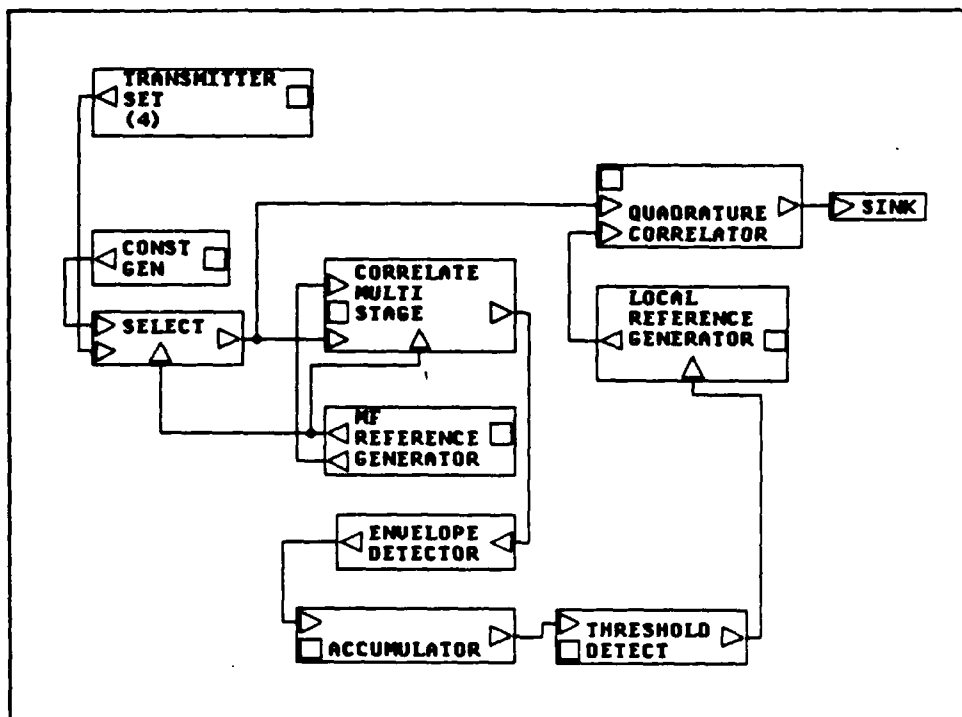 TRANSMITTER
SET
(4)
QUADRATURE
CORRELATOR
SINK
CONST
GEN
CORRELATE
MULTI
STAGE
LOCAL
REFERENCE
GENERATOR
SELECT
MF
REFERENCE
GENERATOR
ENVELOPE
DETECTOR
ACCUMULATOR
THRESHOLD
DETECT